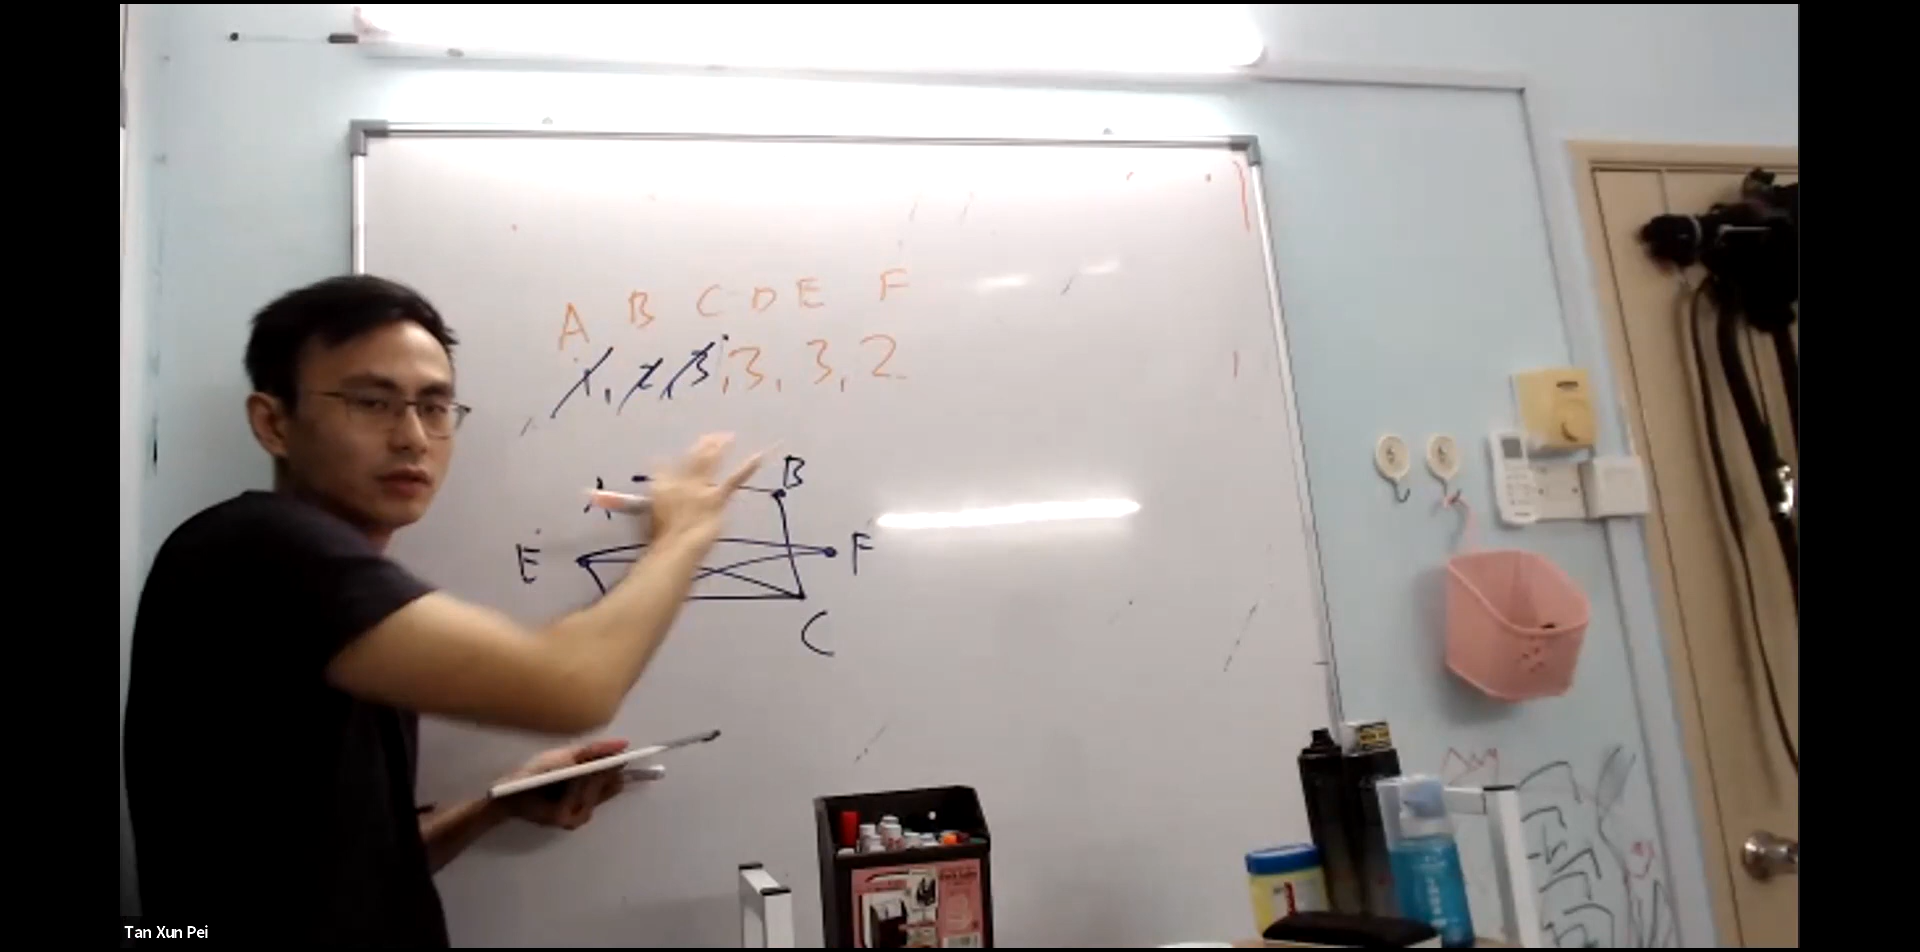 A B C D E F
1, 2, 3, 3, 3, 2
A B
E F
C
Tan Xun Pei